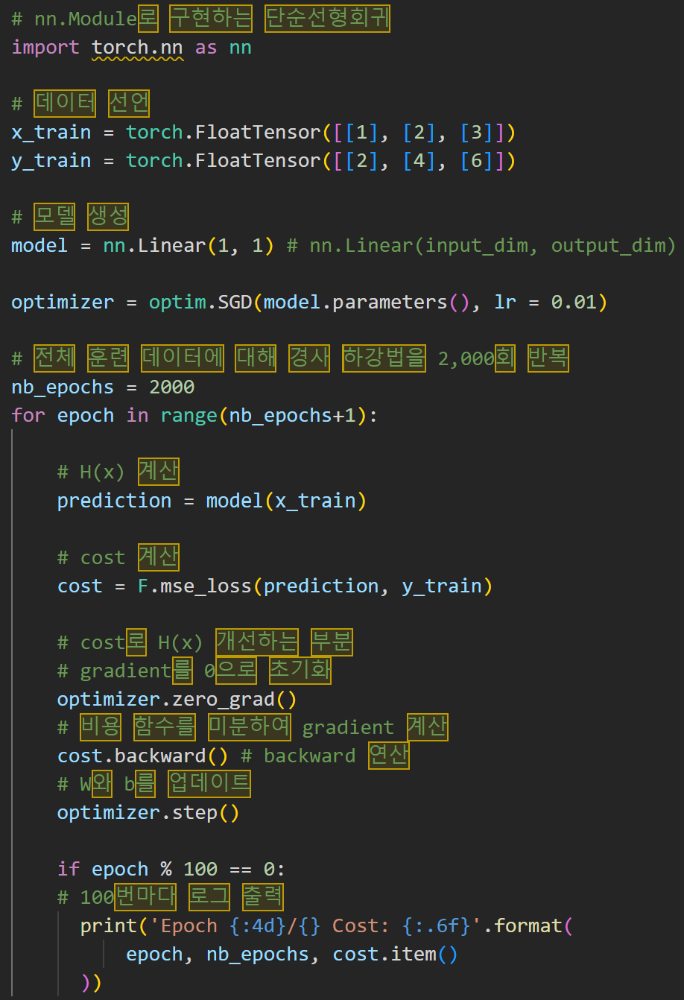 # nn.Module로 구현하는 단순선형회귀
import torch.nn as nn
# 데이터 선언
x_train = torch.FloatTensor([[1], [2], [3]])
y_train = torch.FloatTensor([[2], [4], [6]])
# 모델 생성
model = nn.Linear(1, 1) # nn.Linear(input_dim, output_dim)
optimizer = optim.SGD(model.parameters(), lr = 0.01)
# 전체 훈련 데이터에 대해 경사 하강법을 2,000회 반복
nb_epochs = 2000
for epoch in range(nb_epochs+1):
# H(x) 계산
prediction = model(x_train)
# cost 계산
cost = F.mse_loss(prediction, y_train)
# cost로 H(x) 개선하는 부분
# gradient를 0으로 초기화
optimizer.zero_grad()
# 비용 함수를 미분하여 gradient 계산
cost.backward() # backward 연산
# W와 b를 업데이트
optimizer.step()
if epoch % 100 == 0:
# 100번마다 로그 출력
print('Epoch {:4d}/{} Cost: {:.6f}'.format(
epoch, nb_epochs, cost.item()
))